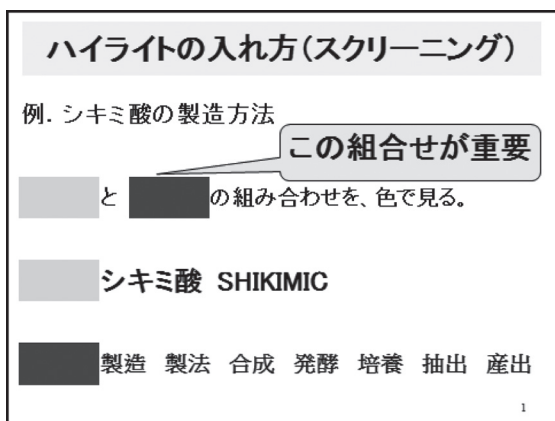 ハイライトの入れ方(スクリーニング)
例．シキミ酸の製造方法
この組合せが重要
と の組み合わせを、色で見る。
シキミ酸 SHIKIMIC
製造 製法 合成 発酵 培養 抽出 産出
1